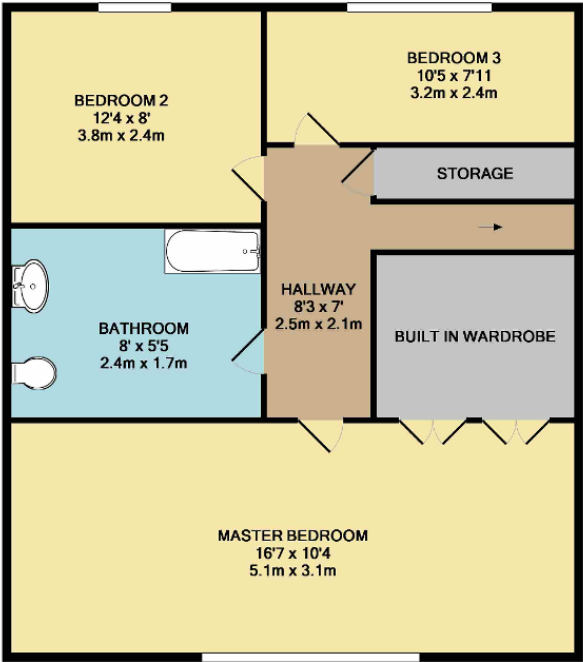 BEDROOM 2
12'4 x 8'
3.8m x 2.4m
BEDROOM 3
10'5 x 7'11
3.2m x 2.4m
STORAGE
HALLWAY
8'3 x 7'
2.5m x 2.1m
BATHROOM
8' x 5'5
2.4m x 1.7m
BUILT IN WARDROBE
MASTER BEDROOM
16'7 x 10'4
5.1m x 3.1m